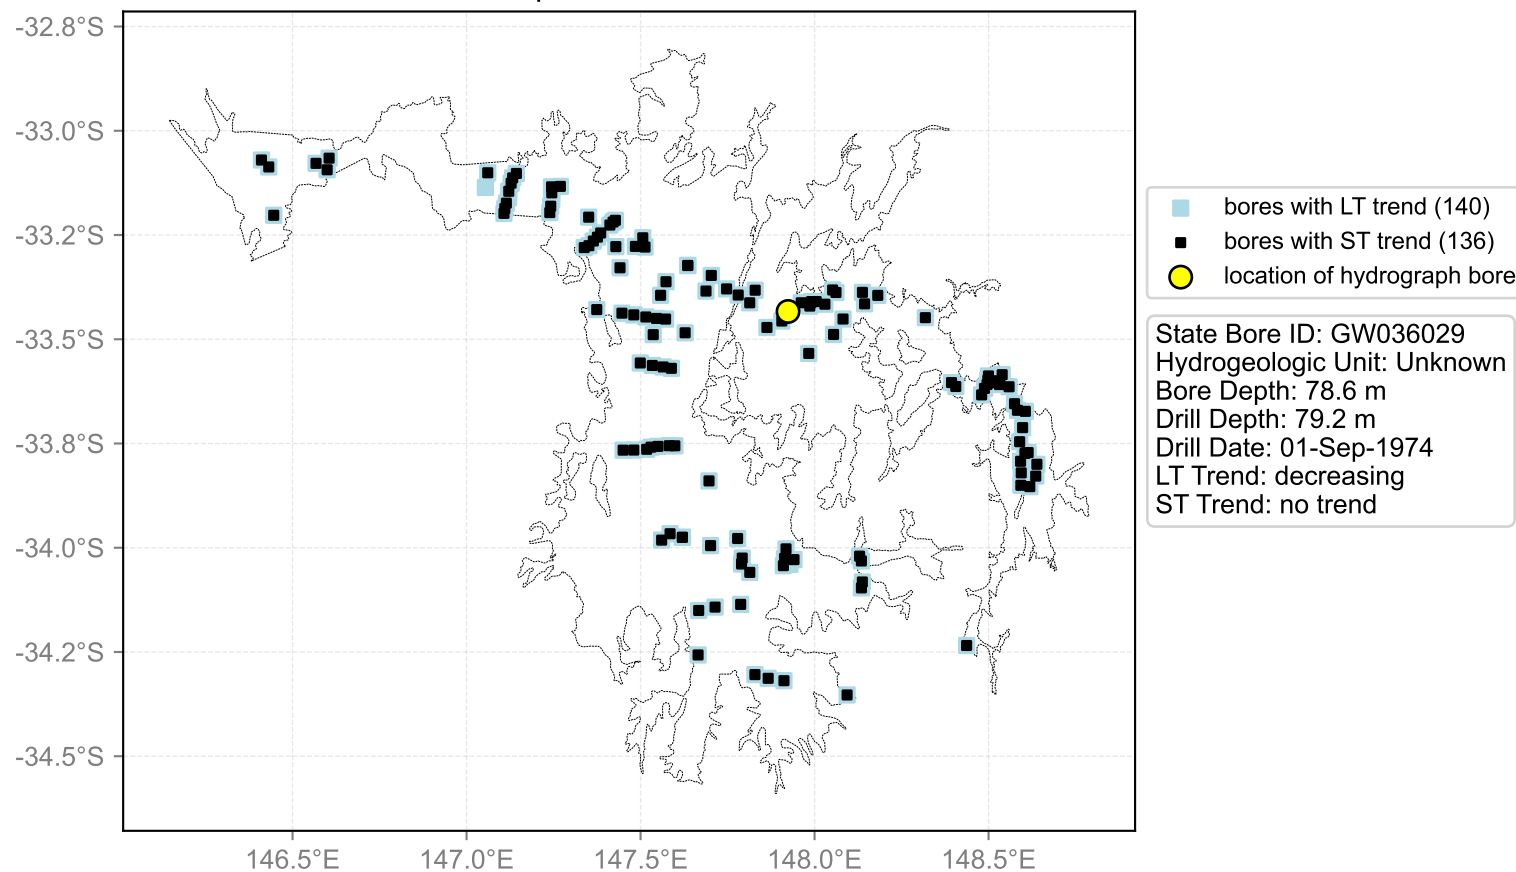 -32.8°S
-33.0°S
-33.2°S
-33.5°S
-33.8°S
-34.0°S
-34.2°S
-34.5°S
146.5°E
147.0°E
147.5°E
148.0°E
148.5°E
bores with LT trend (140)
bores with ST trend (136)
location of hydrograph bore
State Bore ID: GW036029
Hydrogeologic Unit: Unknown
Bore Depth: 78.6 m
Drill Depth: 79.2 m
Drill Date: 01-Sep-1974
LT Trend: decreasing
ST Trend: no trend